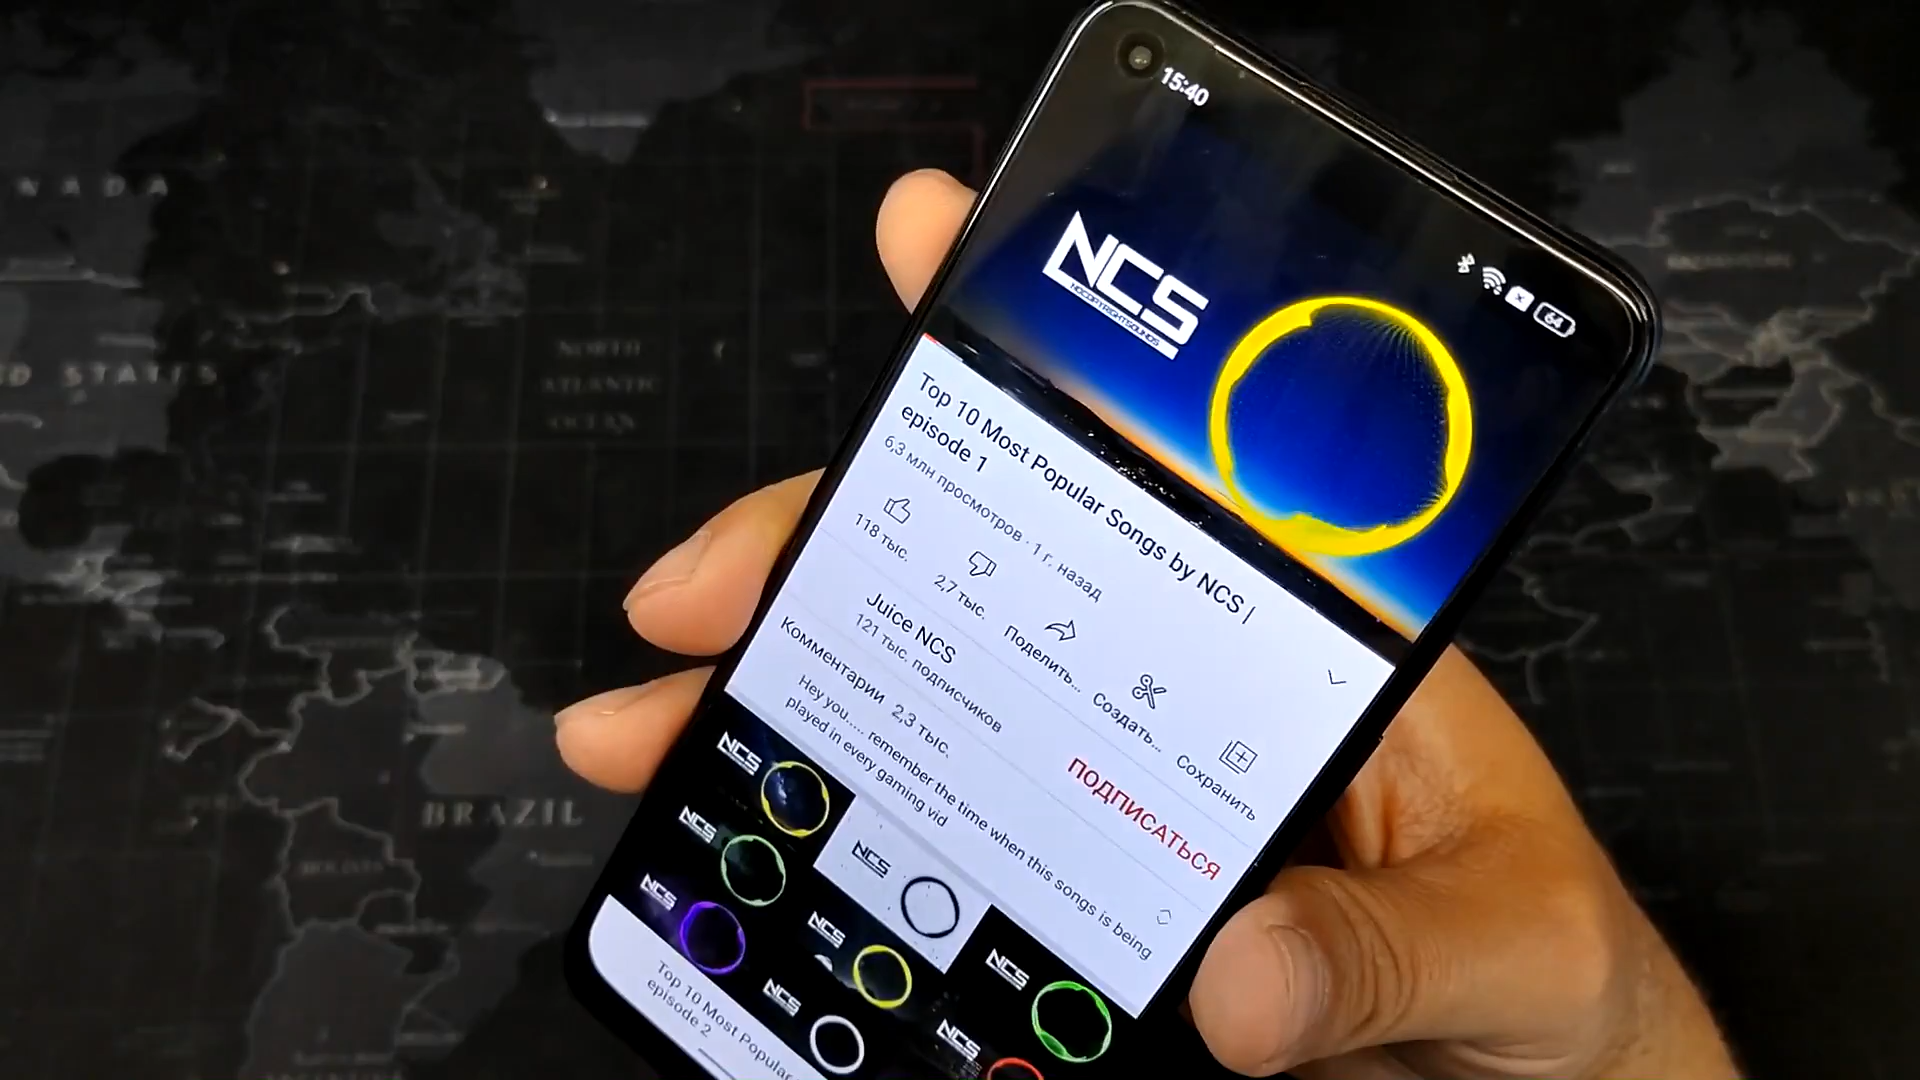 15:40
64
NCS
NOCOPYRIGHTSOUNDS
Top 10 Most Popular Songs by NCS |
episode 1
6,3 млн просмотров · 1 г. назад
118 тыс.
2,7 тыс.
Поделить...
Создать...
Сохранить
Juice NCS
121 тыс. подписчиков
ПОДПИСАТЬСЯ
Комментарии 2,3 тыс.
Hey you.... remember the time when this songs is being
played in every gaming vid
NCS
NCS
NCS
NCS
NCS
NCS
NCS
NCS
Top 10 Most Popular
episode 2
NADA
D STATES
NORTH
ATLANTIC
OCEAN
BRAZIL
BOLIVIA